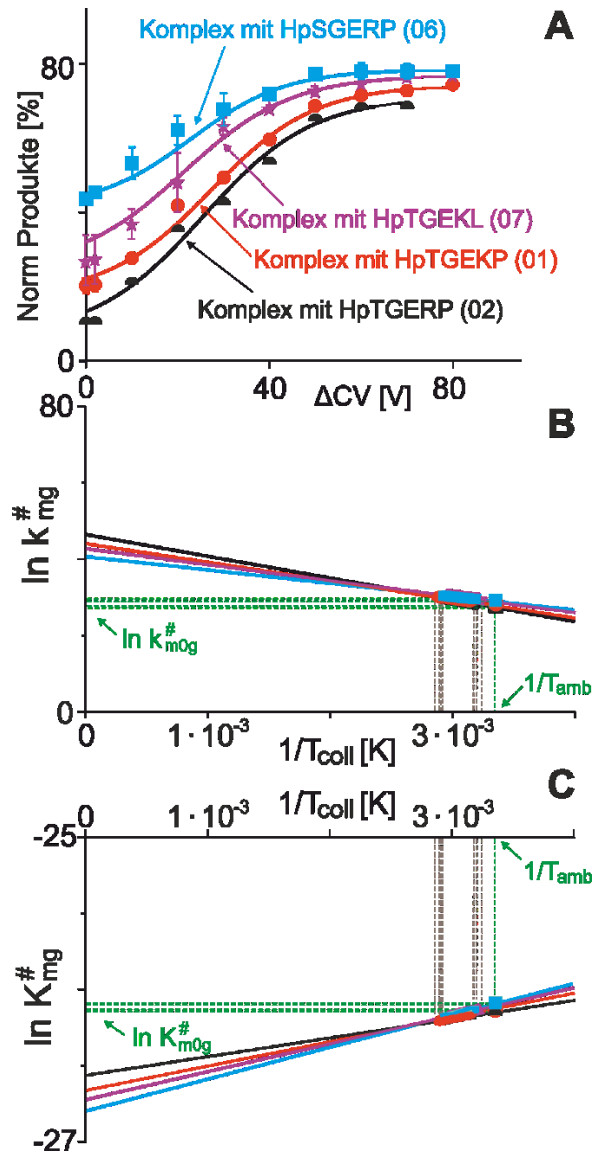 A
Komplex mit HpSGERP (06)
80
Norm Produkte [%]
Komplex mit HpTGEKL (07)
Komplex mit HpTGEKP (01)
Komplex mit HpTGERP (02)
0
0 40 80
ΔCV [V]
80
B
ln k#mg
ln k#m0g
1/Tamb
0
0 1·10-3 3·10-3
1/Tcoll [K]
1/Tcoll [K]
C
0 1·10-3 3·10-3
-25
1/Tamb
ln K#mg
ln K#m0g
-27